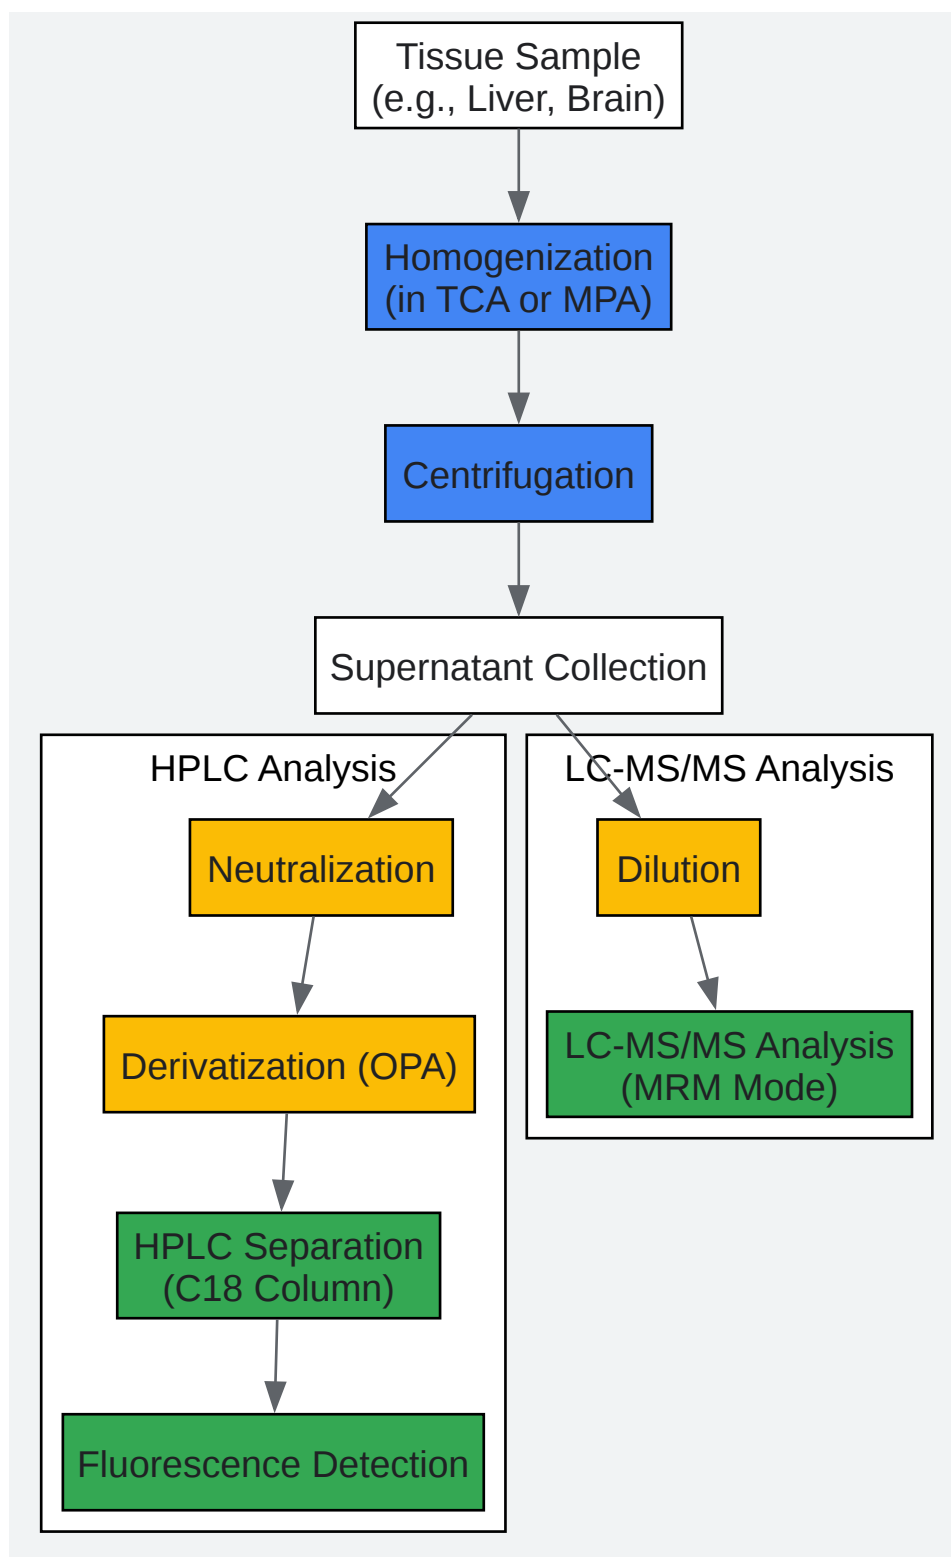 Tissue Sample
(e.g., Liver, Brain)
Homogenization
(in TCA or MPA)
Centrifugation
Supernatant Collection
HPLC Analysis
Neutralization
Derivatization (OPA)
HPLC Separation
(C18 Column)
Fluorescence Detection
LC-MS/MS Analysis
Dilution
LC-MS/MS Analysis
(MRM Mode)